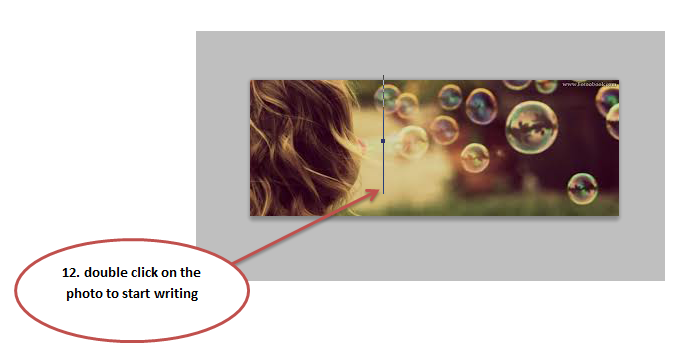 12. double click on the
photo to start writing